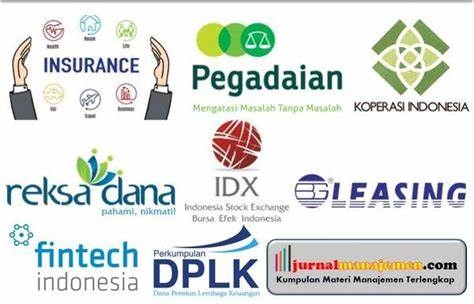 Health
House
Life
INSURANCE
Car
Travel
Business
Pegadaian
Mengatasi Masalah Tanpa Masalah
KOPERASI INDONESIA
reksa dana
pahami, nikmati!
IDX
Indonesia Stock Exchange
Bursa Efek Indonesia
LEASING
fintech
indonesia
Perkumpulan
DPLK
Dana Pensiun Lembaga Keuangan
jurnalmanajemen.com
Kumpulan Materi Manajemen Terlengkap